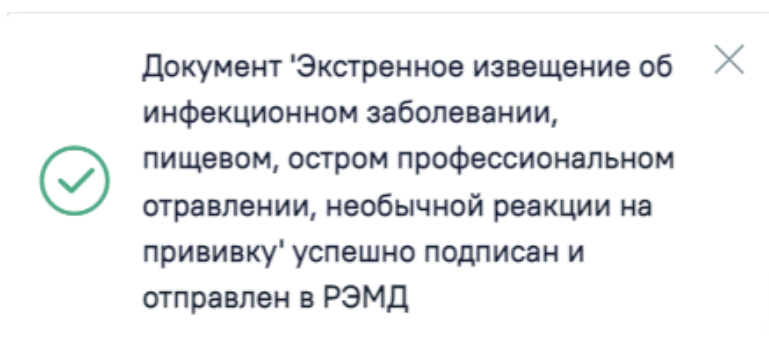 Документ 'Экстренное извещение об
инфекционном заболевании,
пищевом, остром профессиональном
отравлении, необычной реакции на
прививку' успешно подписан и
отправлен в РЭМД